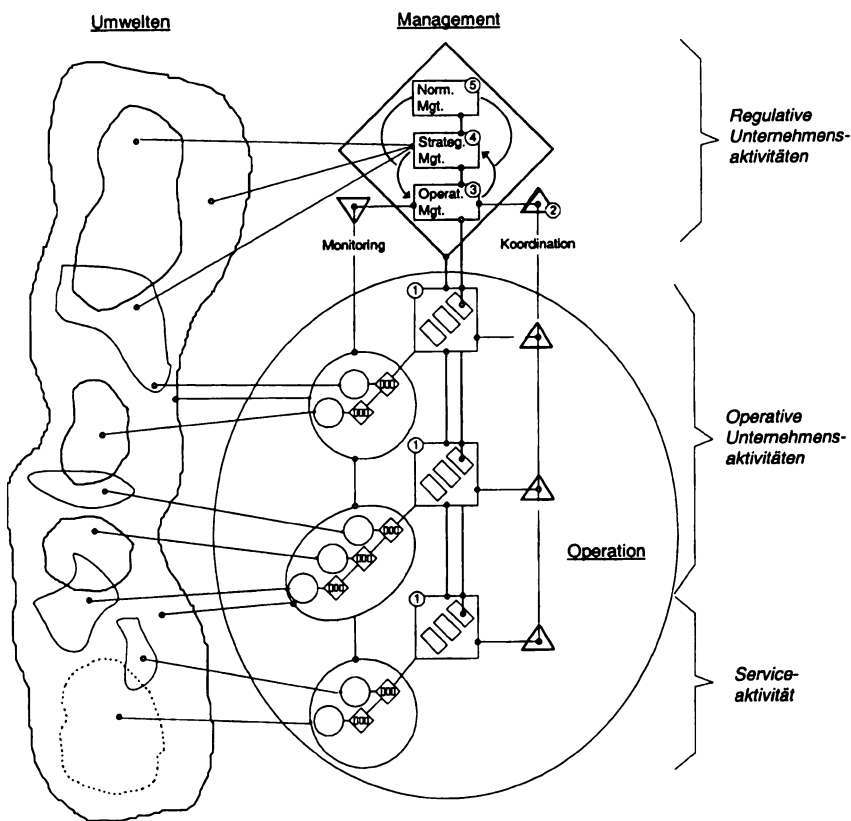 Umwelten
Management
Norm.
Mgt.
5
Strateg.
Mgt.
4
Operat.
Mgt.
3
2
Monitoring
Koordination
Regulative
Unternehmens-
aktivitäten
1
1
1
Operative
Unternehmens-
aktivitäten
Operation
Service-
aktivität